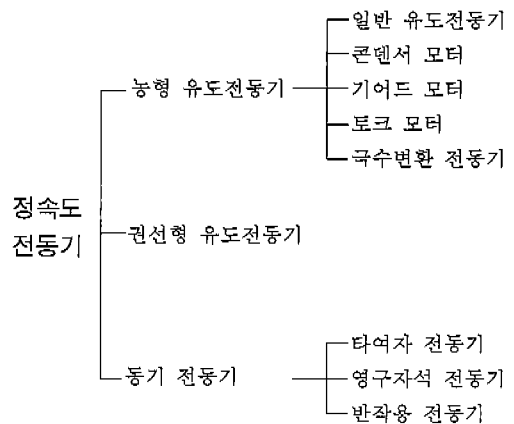 일반 유도전동기
콘덴서 모터
농형 유도전동기
기어드 모터
토크 모터
극수변환 전동기
정속도
전동기
권선형 유도전동기
타여자 전동기
동기 전동기
영구자석 전동기
반작용 전동기